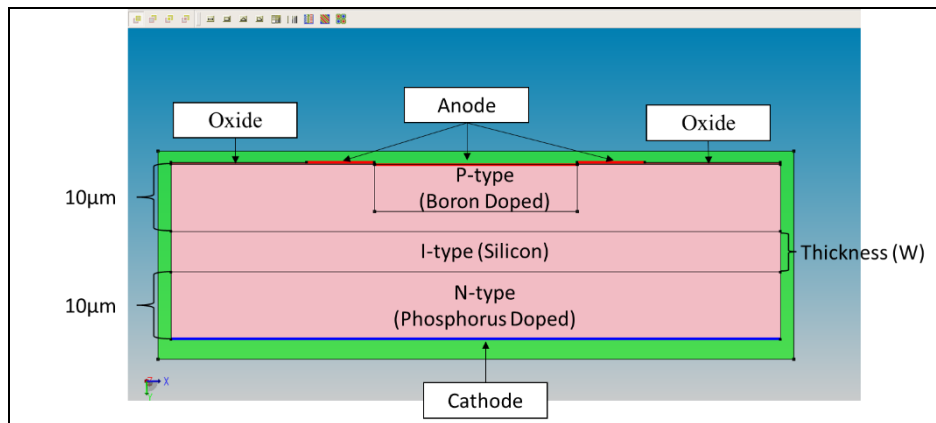 Anode
Oxide
Oxide
P-type
(Boron Doped)
10µm
I-type (Silicon)
Thickness (W)
N-type
(Phosphorus Doped)
10µm
X
Cathode